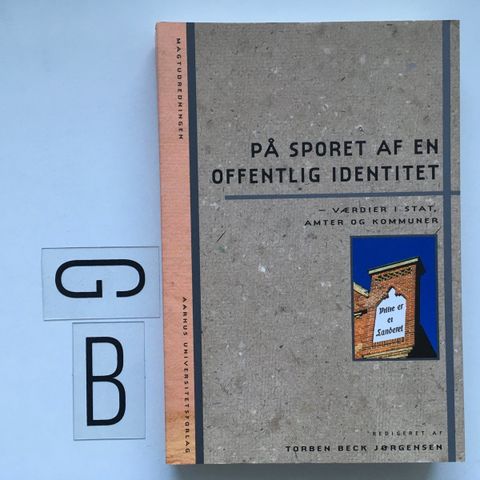 MAGTUDREDNINGEN
PÅ SPORET AF EN
OFFENTLIG IDENTITET
– VÆRDIER I STAT,
AMTER OG KOMMUNER
REDIGERET AF
TORBEN BECK JØRGENSEN
AARHUS UNIVERSITETSFORLAG
G
B